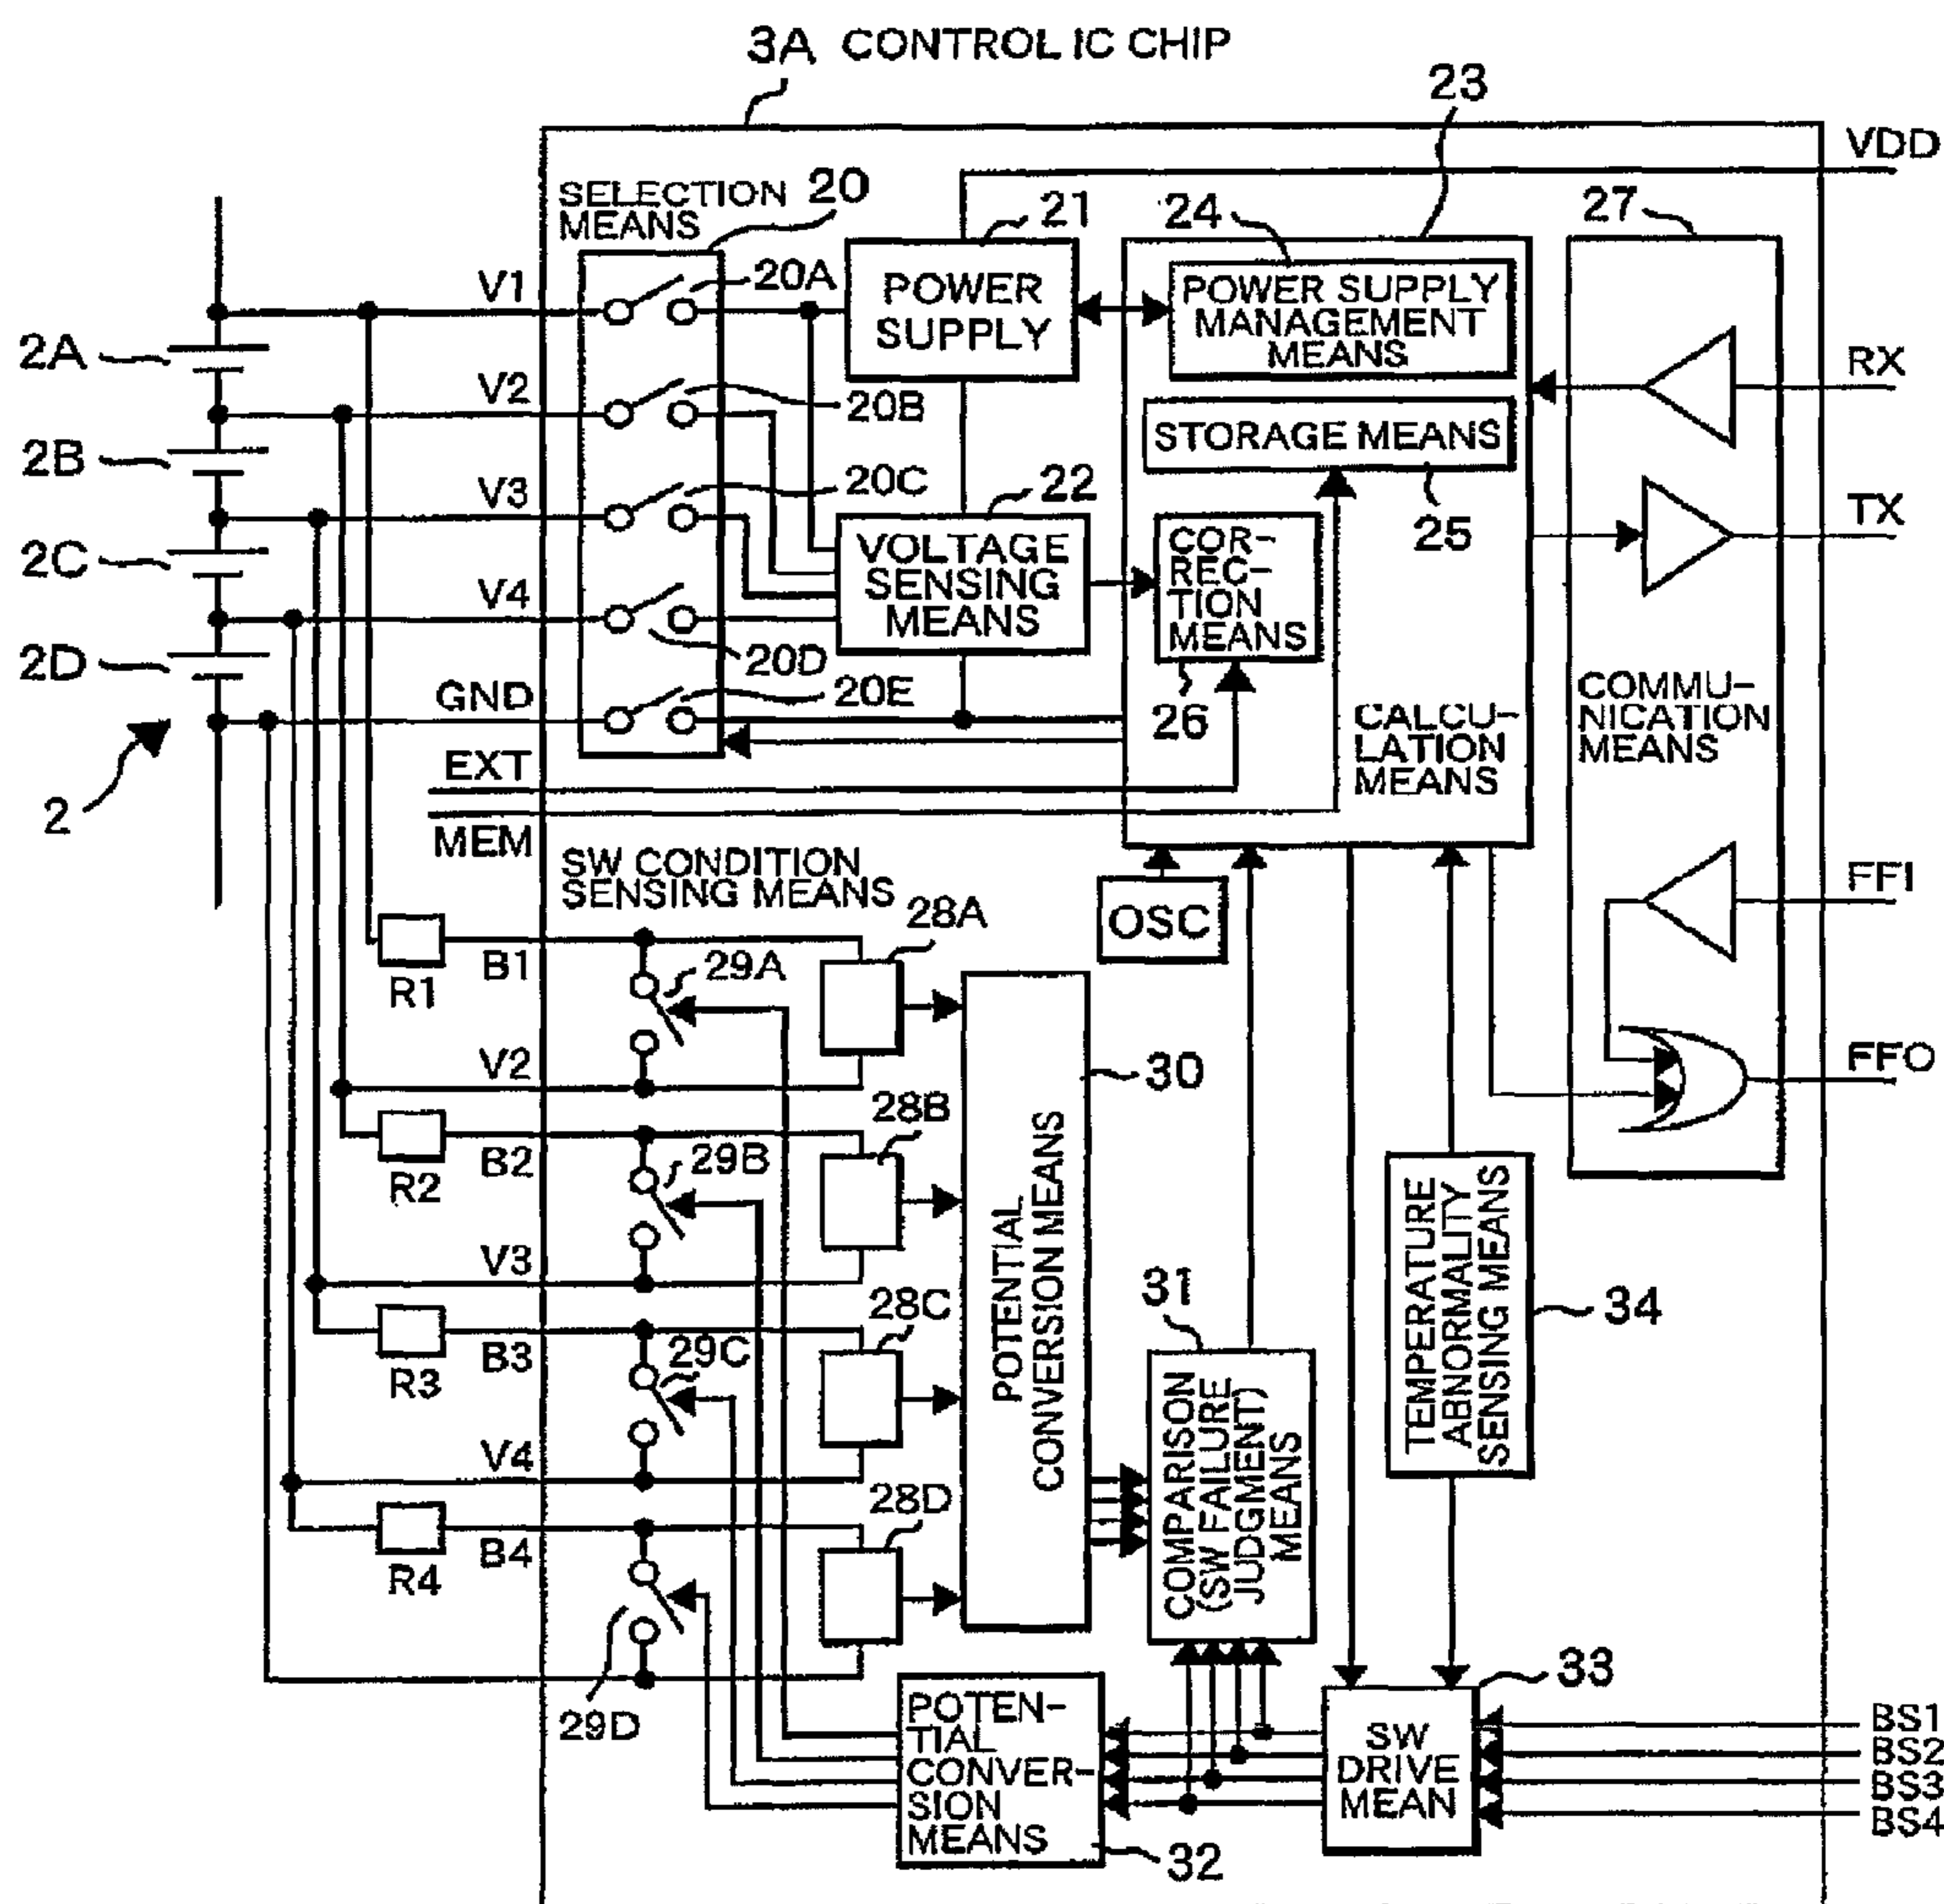 3A CONTROL IC CHIP
23
VDD
SELECTION 20
MEANS
21
24
27
V1
20A
POWER
SUPPLY
POWER SUPPLY
MANAGEMENT
MEANS
2A
RX
V2
20B
STORAGE MEANS
2B
V3
20C
22
25
TX
VOLTAGE
SENSING
MEANS
COR-
REC-
TION
MEANS
2C
V4
20D
2D
GND
20E
26
CALCU-
LATION
MEANS
COMMU-
NICATION
MEANS
2
EXT
MEM
SW CONDITION
SENSING MEANS
OSC
FFI
28A
B1
29A
R1
V2
30
FFO
28B
R2
B2
29B
POTENTIAL
CONVERSION MEANS
TEMPERATURE
ABNORMALITY
SENSING MEANS
V3
28C
31
34
R3
B3
29C
COMPARISON
(SW FAILURE
JUDGMENT)
MEANS
V4
28D
R4
B4
29D
33
POTEN-
TIAL
CONVER-
SION
MEANS
SW
DRIVE
MEAN
BS1
BS2
BS3
BS4
32